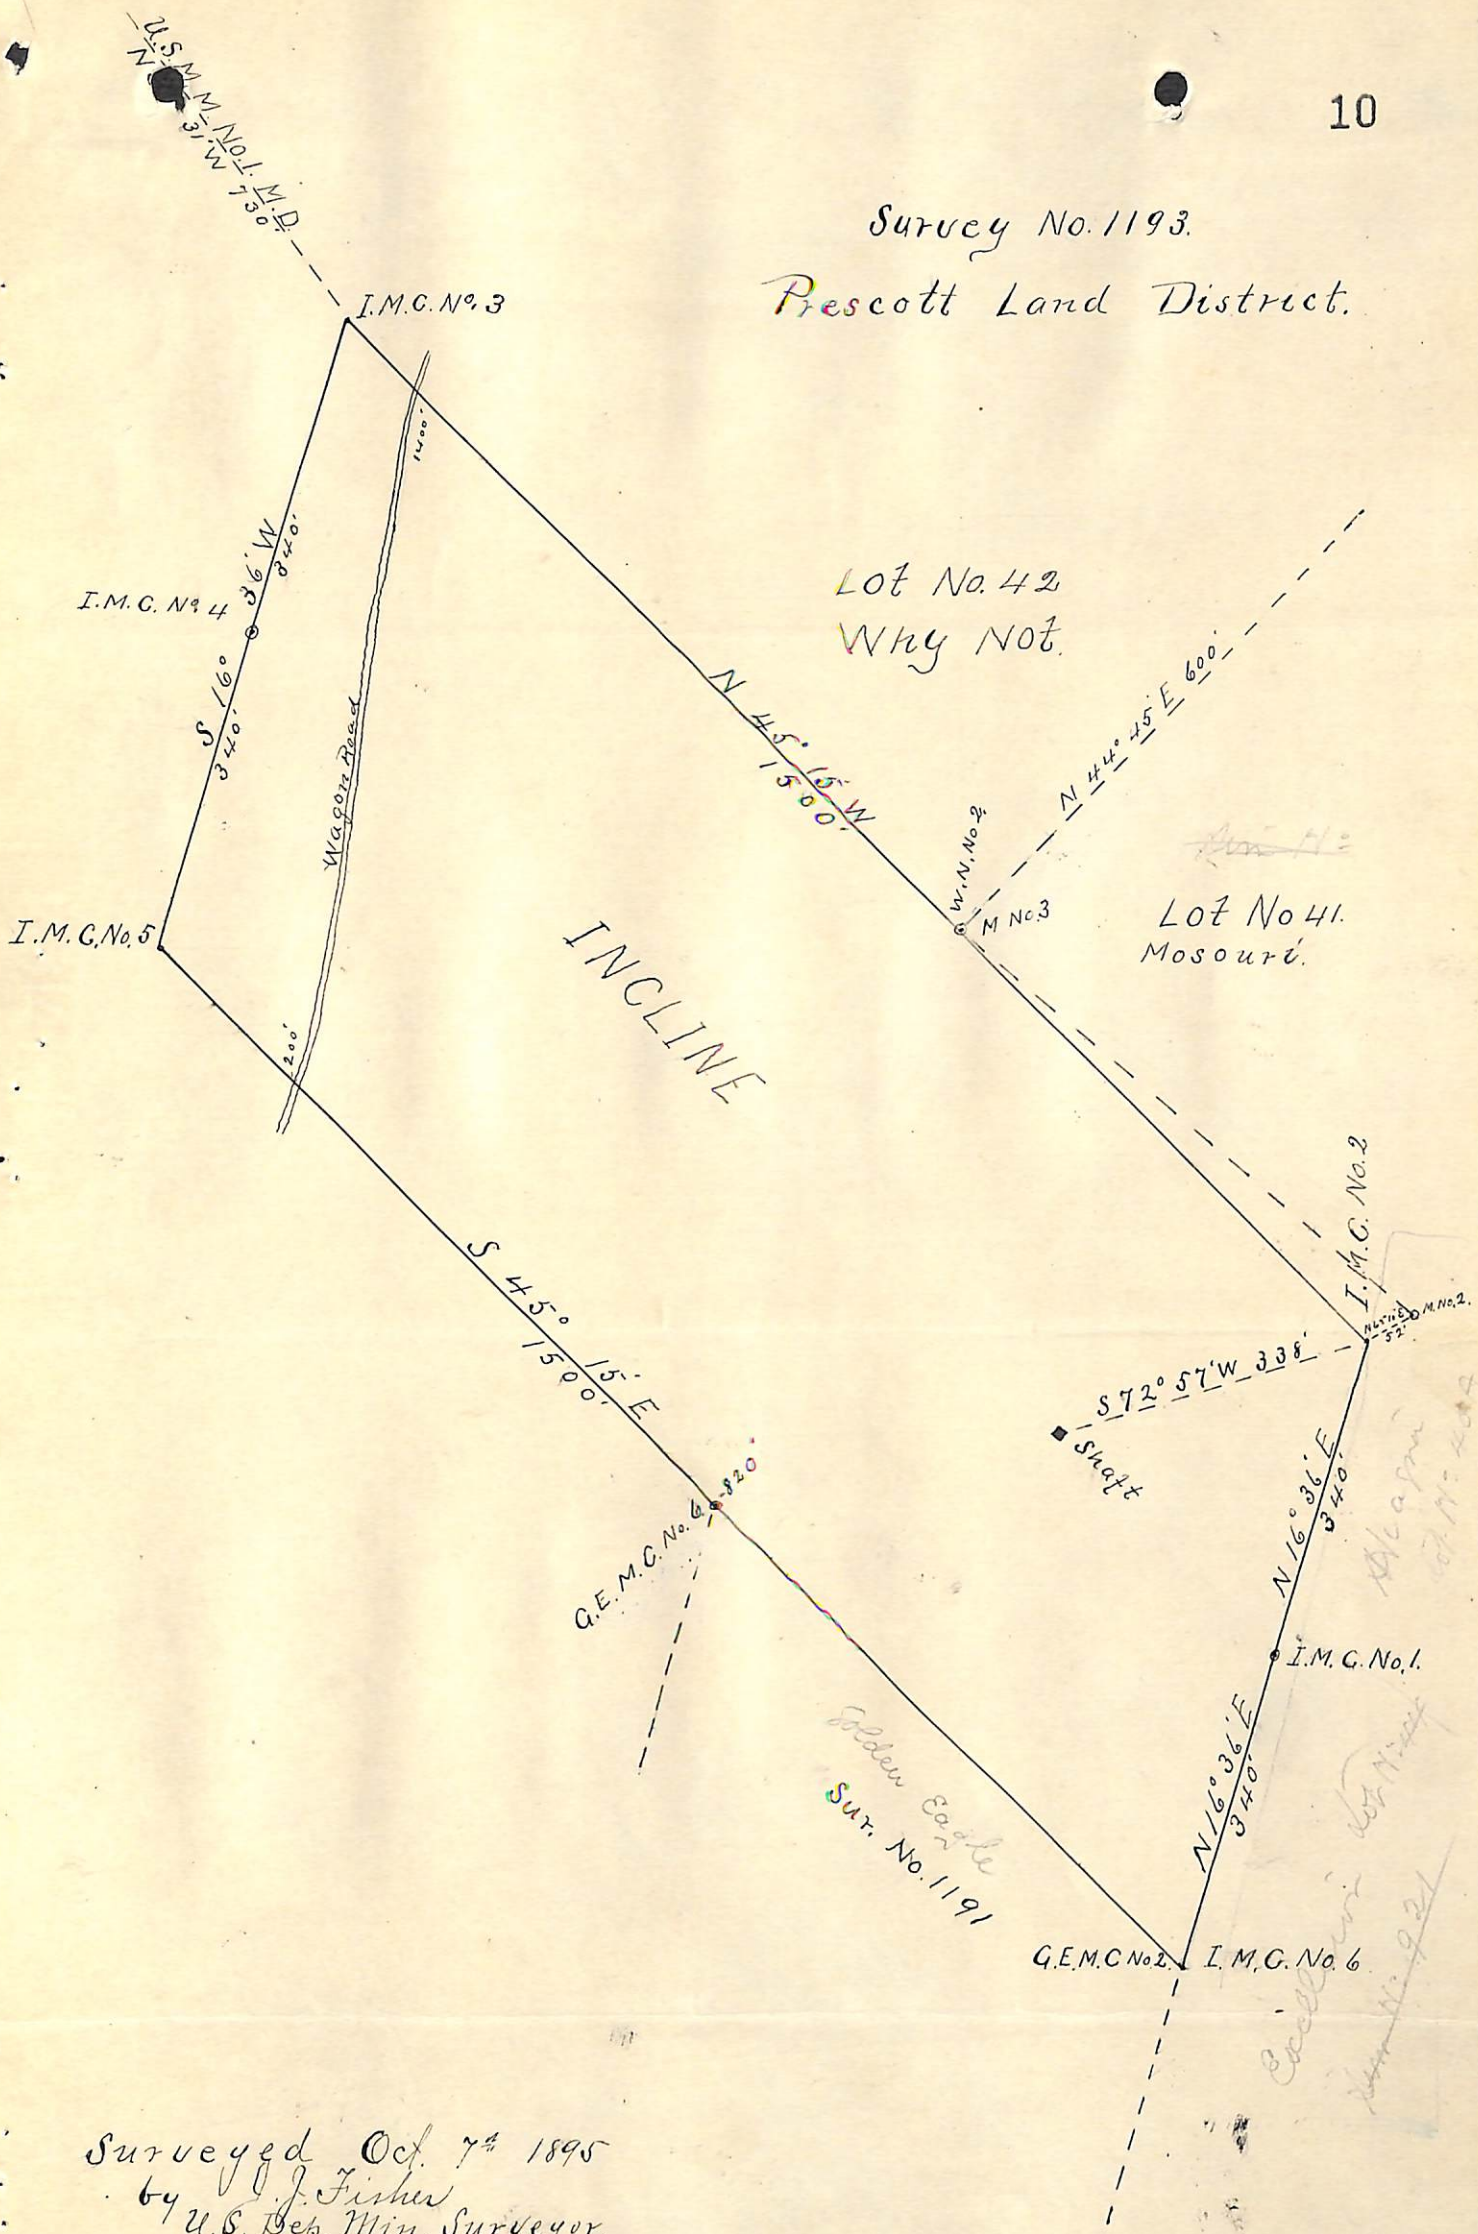 10
U.S.M.M. No.1. M.D.
31' W 730'
Survey No. 1193.
Prescott Land District.
I.M.C. No. 3
1400'
S 16° 36' W
340'
340'
I.M.C. No. 4
Lot No. 42
Why Not.
N 44° 45' E 600'
N 45° 15' W
1500'
Wagon Road
W.N. No 2.
M No. 3
Lot No 41.
Mosouri.
I.M.C. No. 5
INCLINE
200'
I.M.C. No. 2
M. No. 2.
52'
S 45° 15' E
1500'
S 72° 57' W 338'
Shaft
N 16° 36' E
340'
820'
G.E. M.C. No. 6
I.M.C. No. 1.
N 16° 36' E
340'
Golden Eagle
Sur. No. 1191
G.E.M.C No 2. I.M.C. No. 6
Excelsior
Surveyed Oct. 7th 1895
by J. Fisher
U.S. Dep Min Surveyor